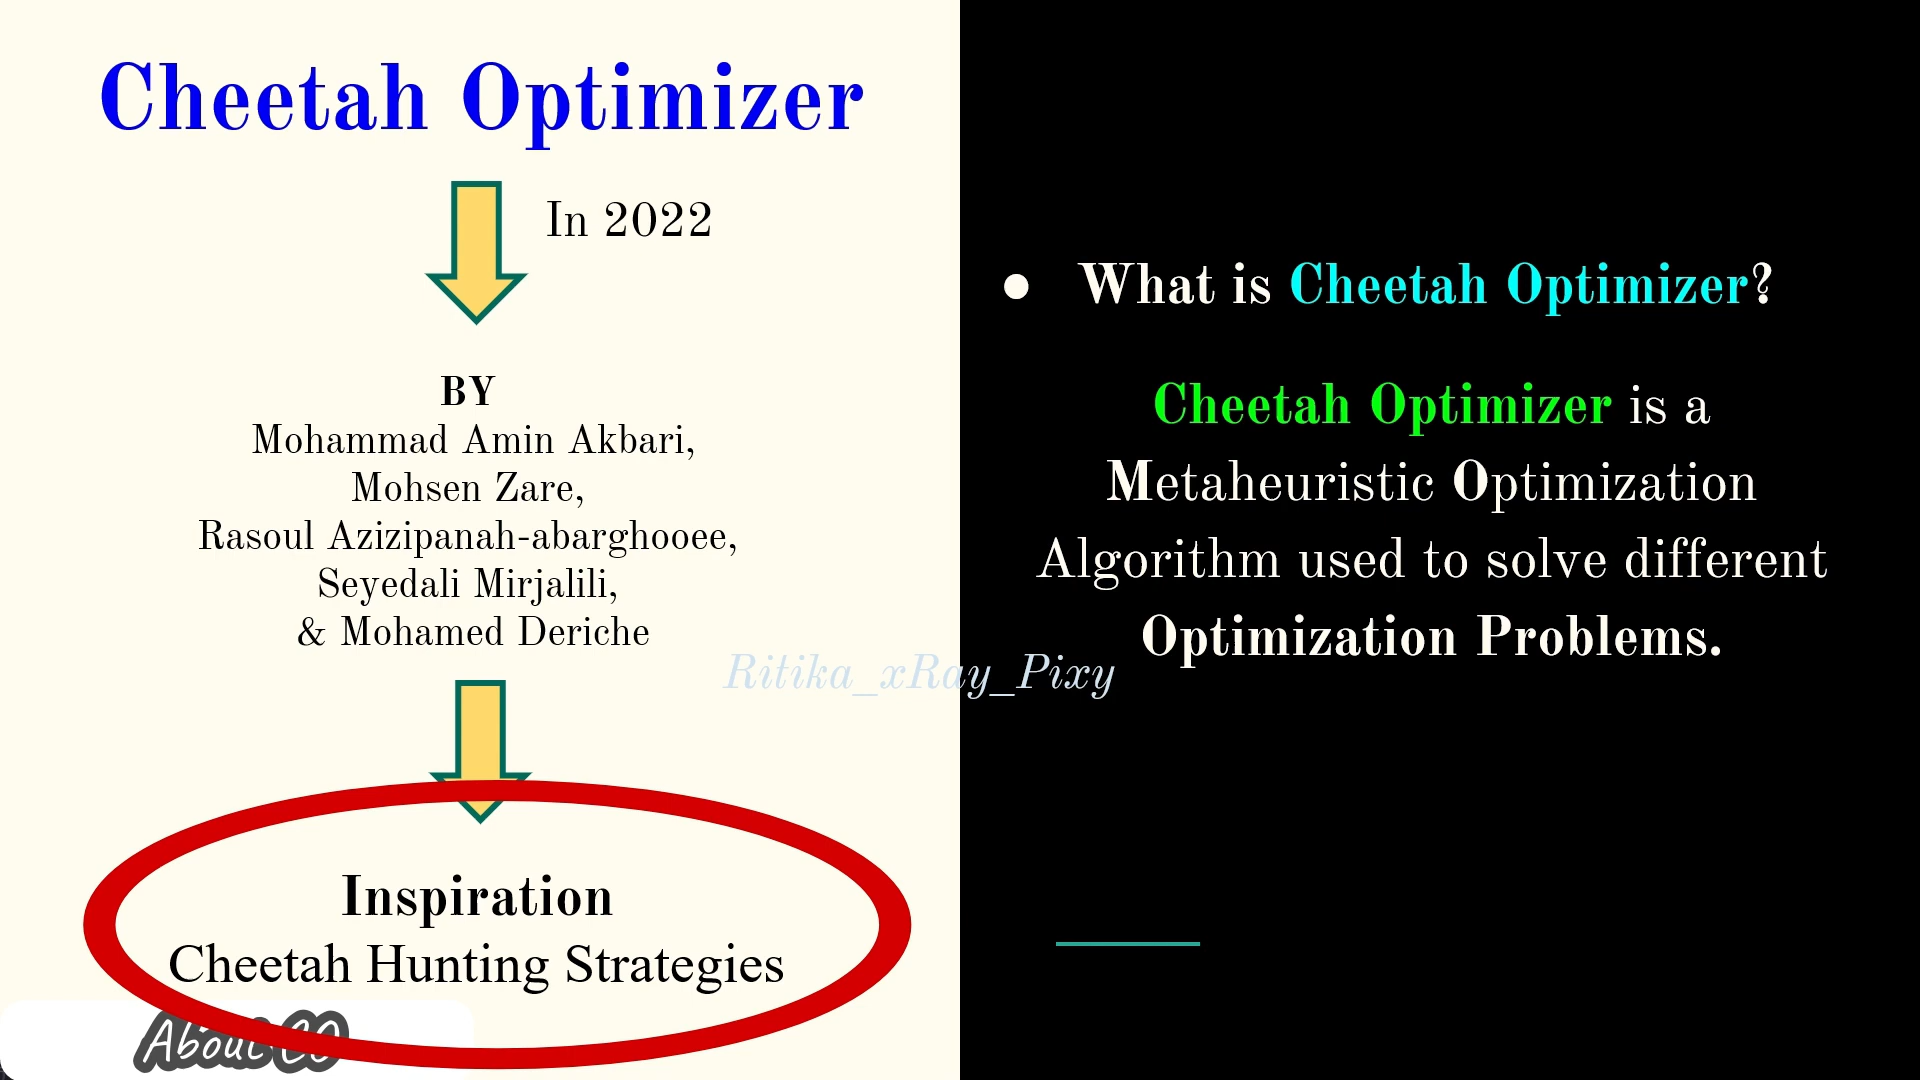 Cheetah Optimizer
In 2022
BY
Mohammad Amin Akbari,
Mohsen Zare,
Rasoul Azizipanah-abarghooee,
Seyedali Mirjalili,
& Mohamed Deriche
Inspiration
Cheetah Hunting Strategies
About CO
Ritika_xRay_Pixy
● What is Cheetah Optimizer?
Cheetah Optimizer is a
Metaheuristic Optimization
Algorithm used to solve different
Optimization Problems.